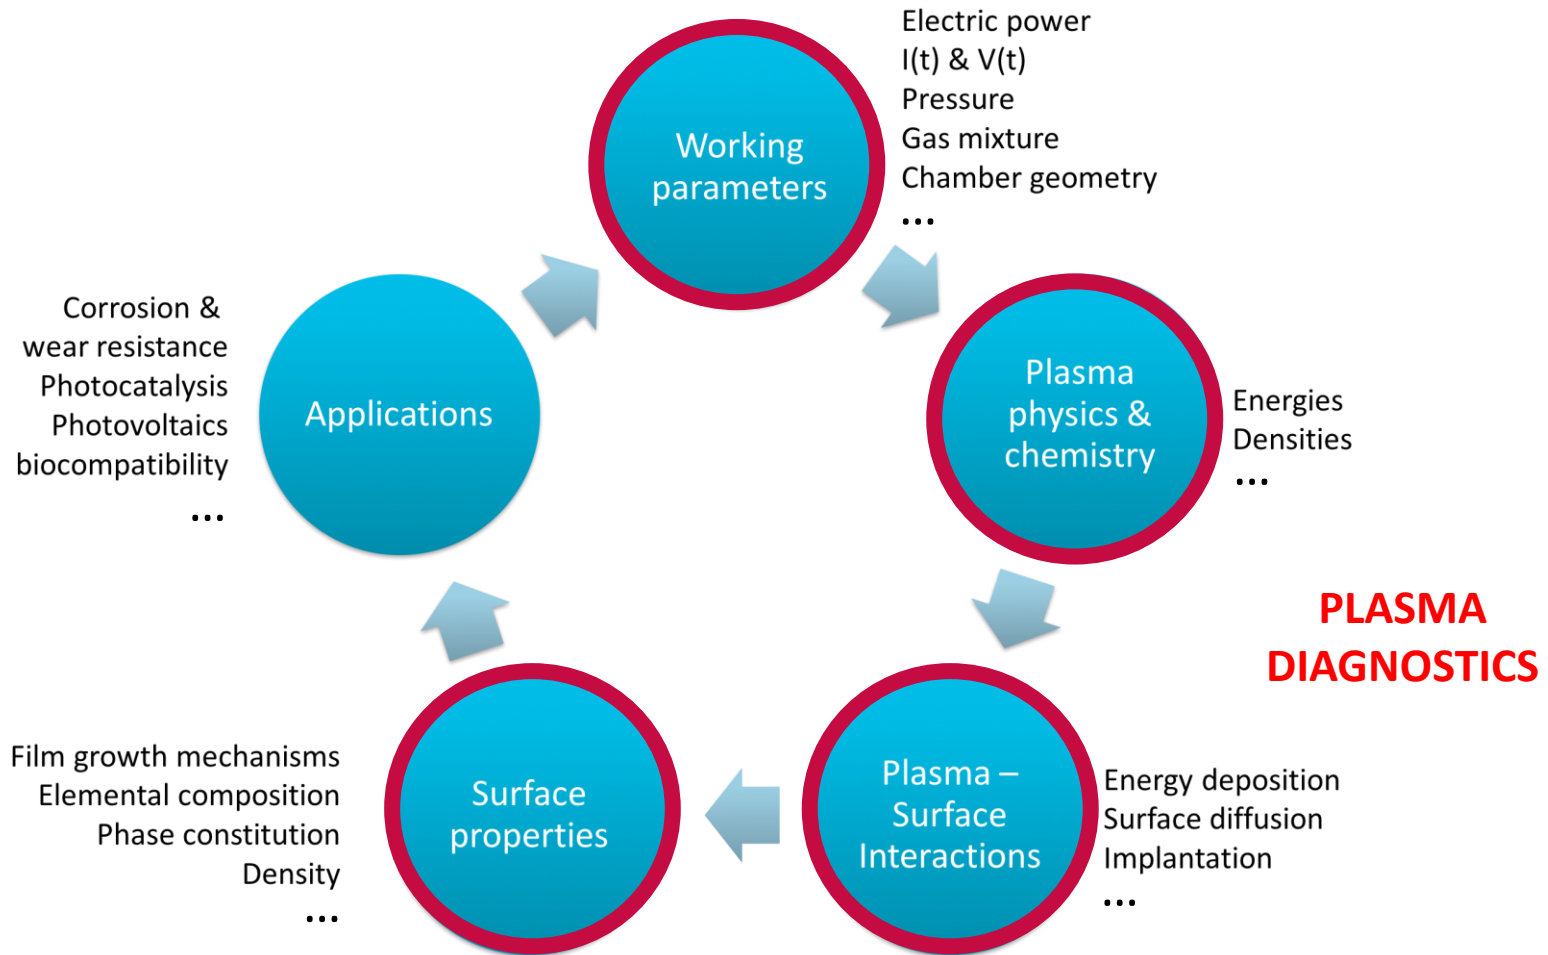 Working
parameters
Electric power
I(t) & V(t)
Pressure
Gas mixture
Chamber geometry
...
Plasma
physics &
chemistry
Energies
Densities
...
PLASMA
DIAGNOSTICS
Plasma –
Surface
Interactions
Energy deposition
Surface diffusion
Implantation
...
Surface
properties
Film growth mechanisms
Elemental composition
Phase constitution
Density
...
Applications
Corrosion &
wear resistance
Photocatalysis
Photovoltaics
biocompatibility
...